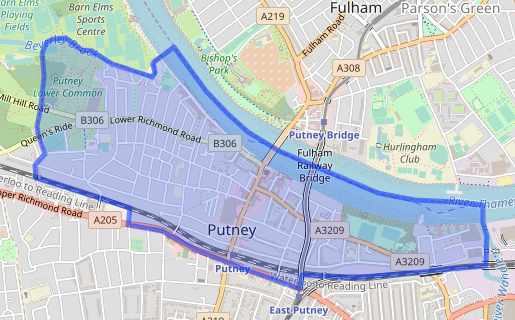 Barn Elms
Playing
Fields
Barn Elms
Sports
Centre
A219
Fulham
Parson's Green
Beverley Brook
Bishop's
Park
Fulham Road
A308
Putney
Lower Common
Mill Hill Road
Queen's Ride
B306
Lower Richmond Road
B306
Putney Bridge
Hurlingham
Club
Fulham
Railway
Bridge
Waterloo to Reading Line
Upper Richmond Road
A205
River Thames
Putney
A3209
A3209
Putney
Waterloo to Reading Line
East Putney
A219
River Wandle